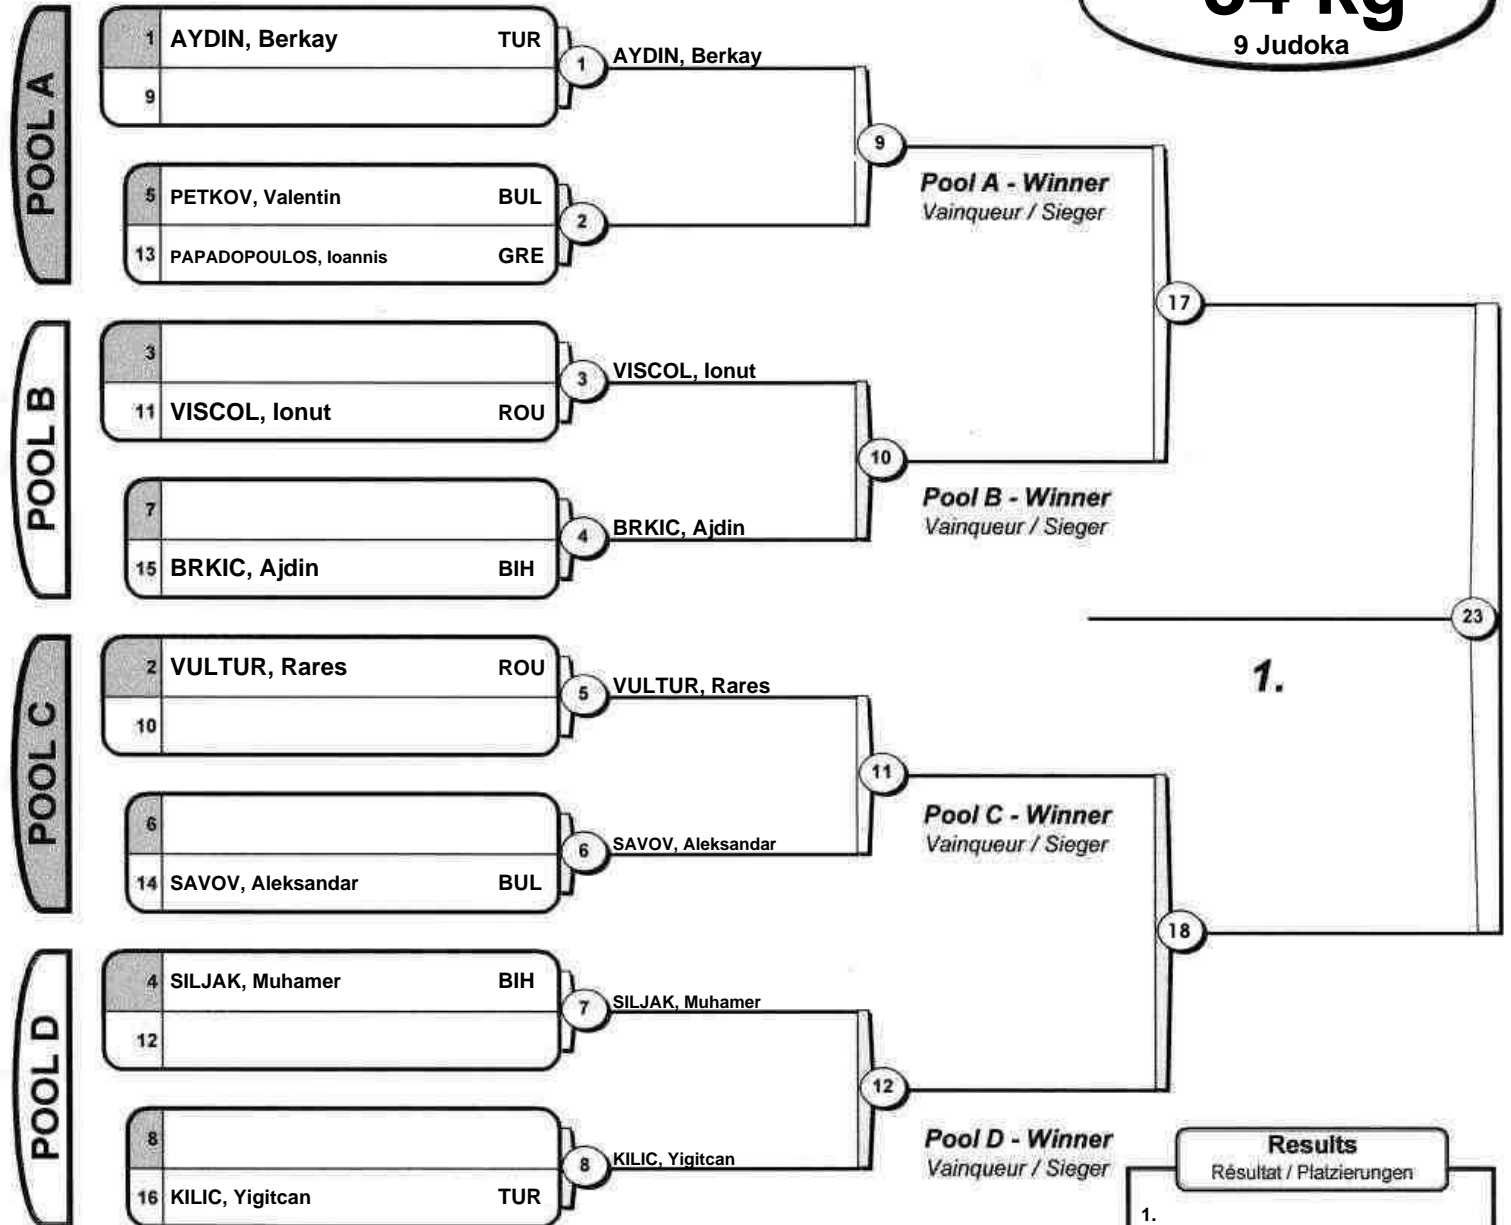 9 Judoka
POOL A
1 AYDIN, Berkay TUR
9
1 AYDIN, Berkay
5 PETKOV, Valentin BUL
13 PAPADOPOULOS, Ioannis GRE
2
9
Pool A - Winner
Vainqueur / Sieger
POOL B
3
11 VISCOL, Ionut ROU
3 VISCOL, Ionut
7
15 BRKIC, Ajdin BIH
4 BRKIC, Ajdin
10
Pool B - Winner
Vainqueur / Sieger
17
23
1.
POOL C
2 VULTUR, Rares ROU
10
5 VULTUR, Rares
6
14 SAVOV, Aleksandar BUL
6 SAVOV, Aleksandar
11
Pool C - Winner
Vainqueur / Sieger
18
POOL D
4 SILJAK, Muhamer BIH
12
7 SILJAK, Muhamer
8
16 KILIC, Yigitcan TUR
8 KILIC, Yigitcan
12
Pool D - Winner
Vainqueur / Sieger
Results
Résultat / Platzierungen
1.